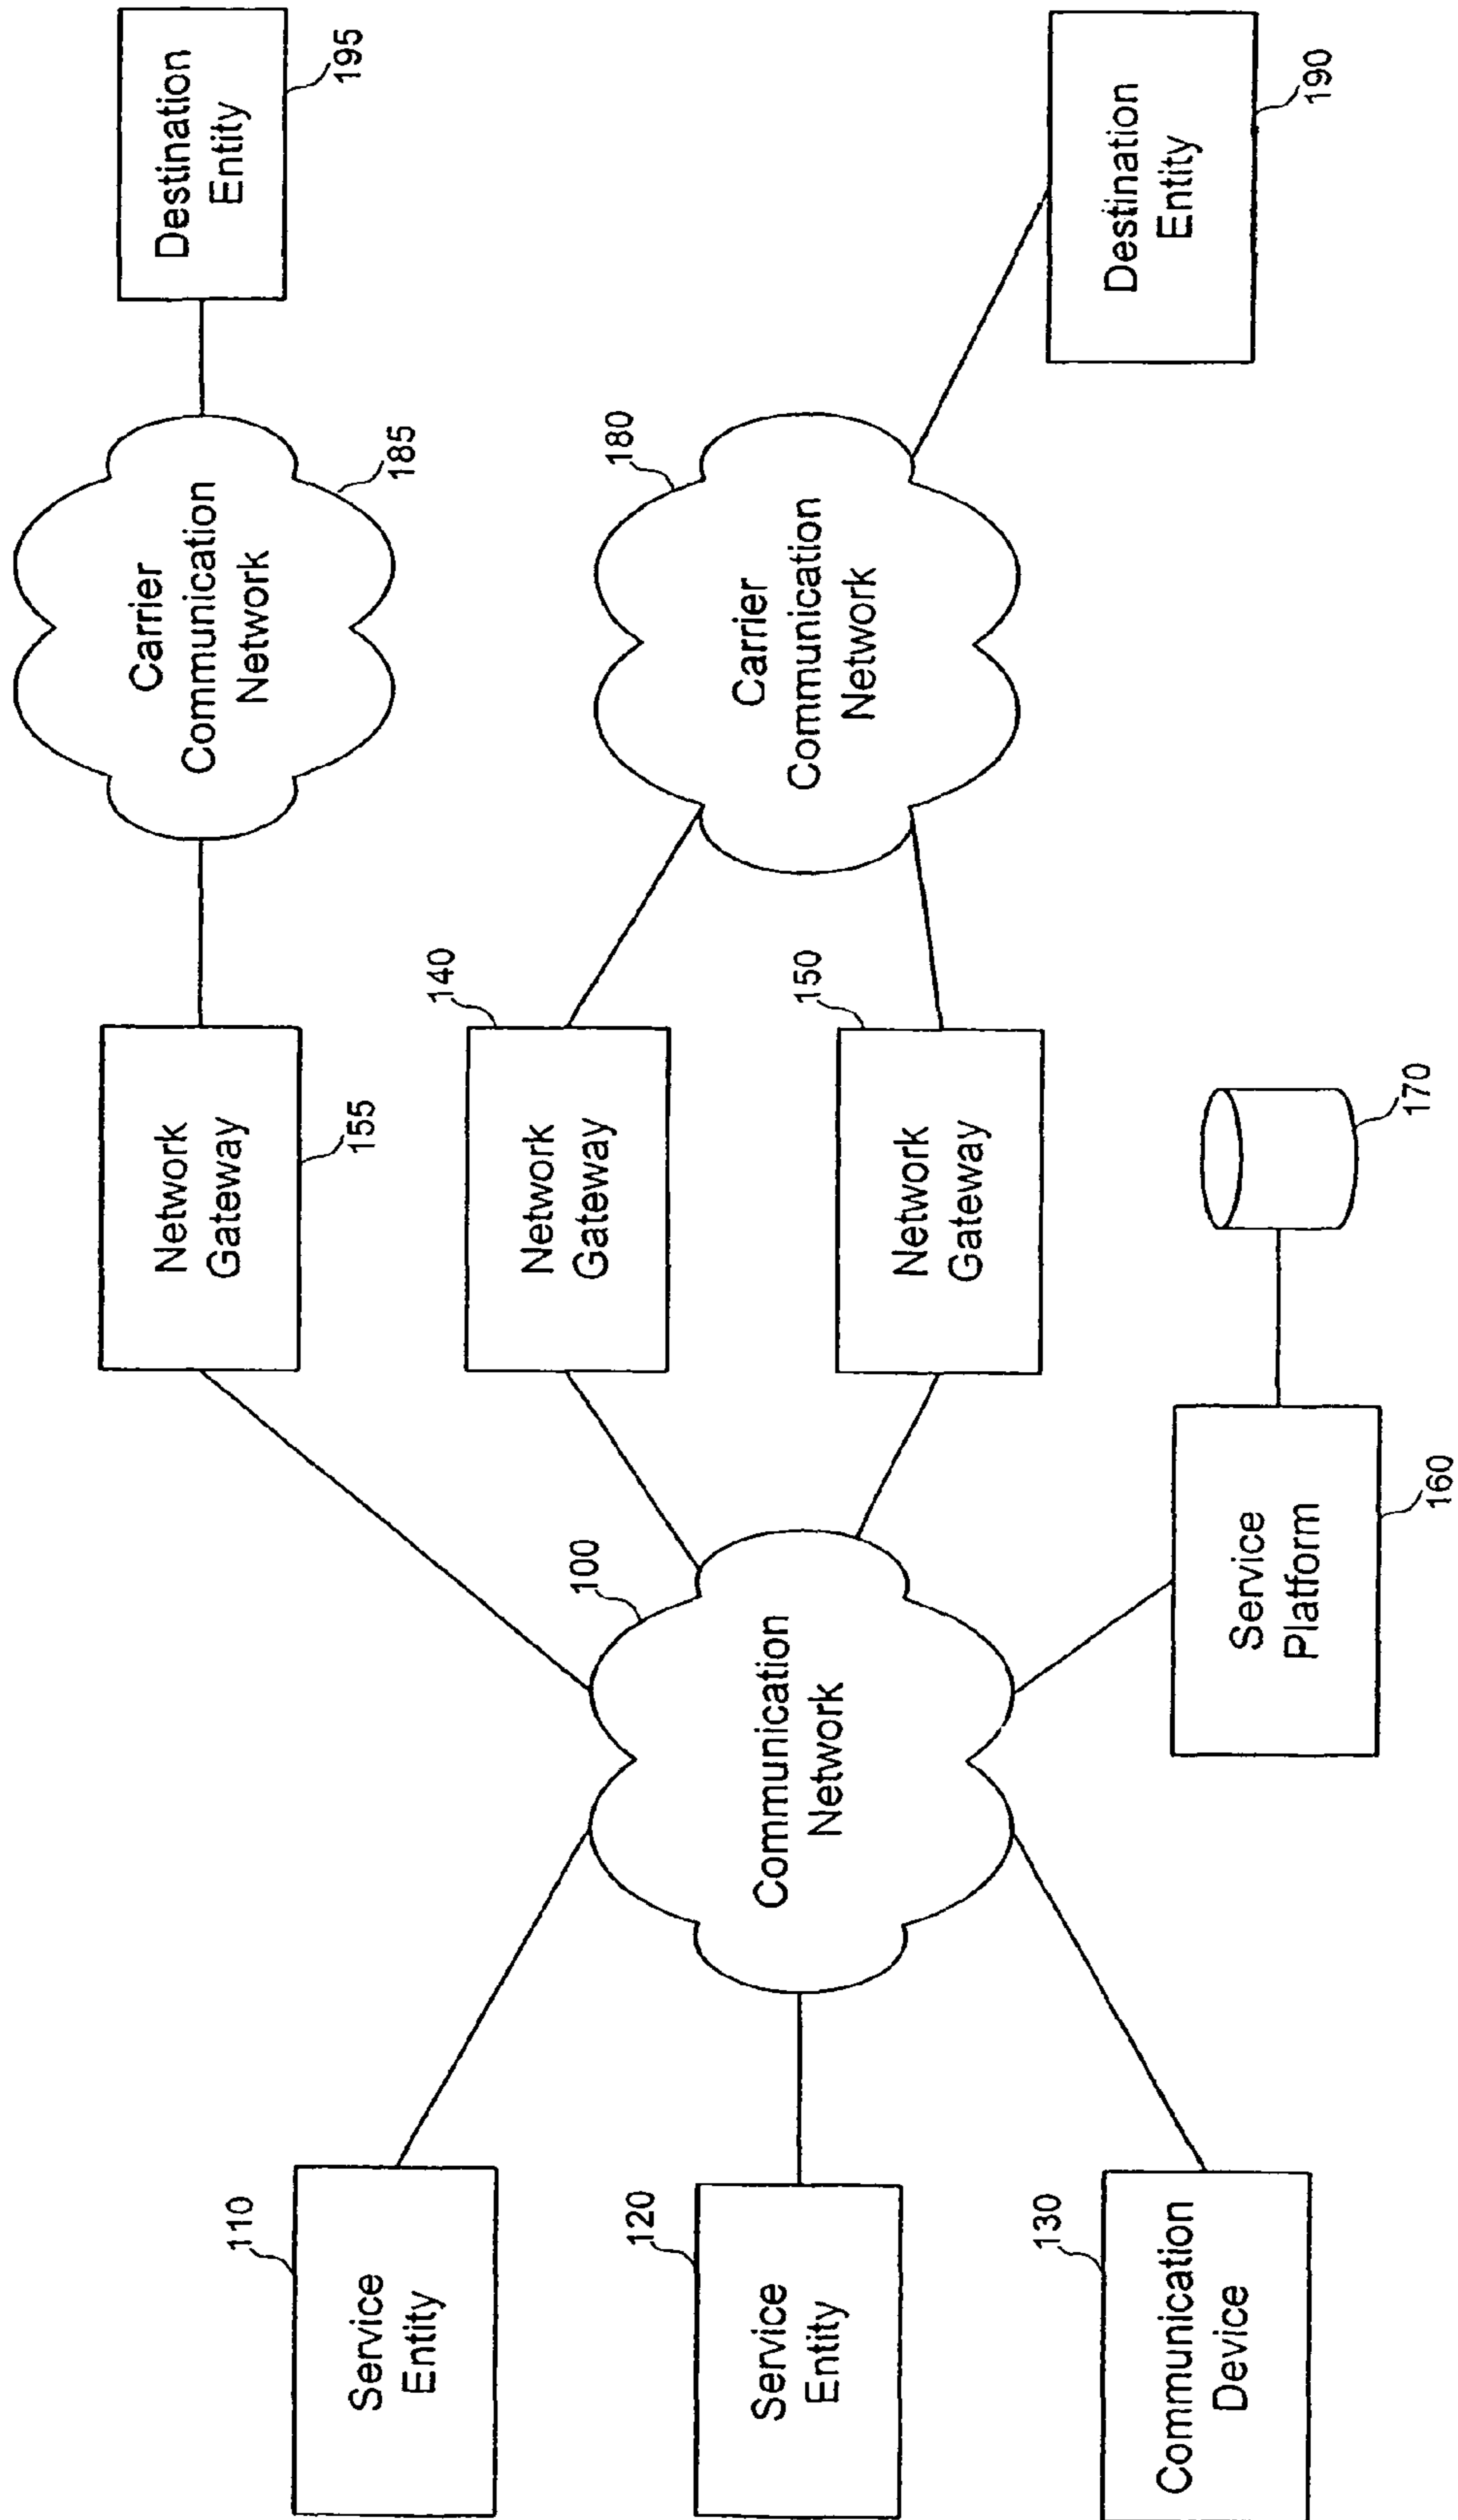 110
Service
Entity
120
Service
Entity
130
Communication
Device
100
Communication
Network
Service
Platform
160
170
Network
Gateway
155
140
Network
Gateway
150
Network
Gateway
Carrier
Communication
Network
185
180
Carrier
Communication
Network
Destination
Entity
195
Destination
Entity
190